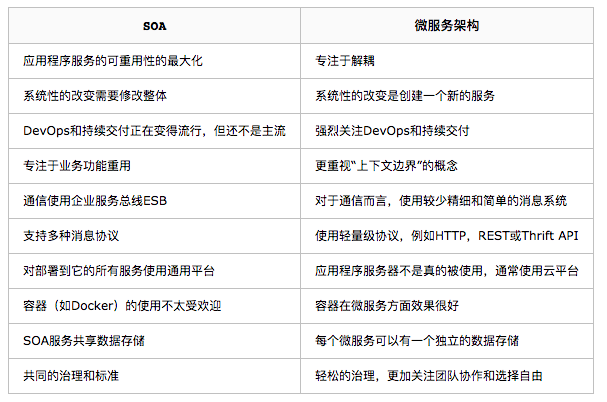 SOA 微服务架构
应用程序服务的可重用性的最大化 专注于解耦
系统性的改变需要修改整体 系统性的改变是创建一个新的服务
DevOps和持续交付正在变得流行，但还不是主流 强烈关注DevOps和持续交付
专注于业务功能重用 更重视“上下文边界”的概念
通信使用企业服务总线ESB 对于通信而言，使用较少精细和简单的消息系统
支持多种消息协议 使用轻量级协议，例如HTTP，REST或Thrift API
对部署到它的所有服务使用通用平台 应用程序服务器不是真的被使用，通常使用云平台
容器（如Docker）的使用不太受欢迎 容器在微服务方面效果很好
SOA服务共享数据存储 每个微服务可以有一个独立的数据存储
共同的治理和标准 轻松的治理，更加关注团队协作和选择自由